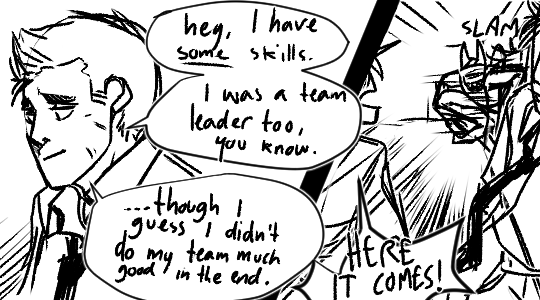 hey, I have
some skills.
I was a team
leader too,
you know.
...though I
guess I didn't
do my team much
good in the end.
SLAM
HERE
IT COMES!